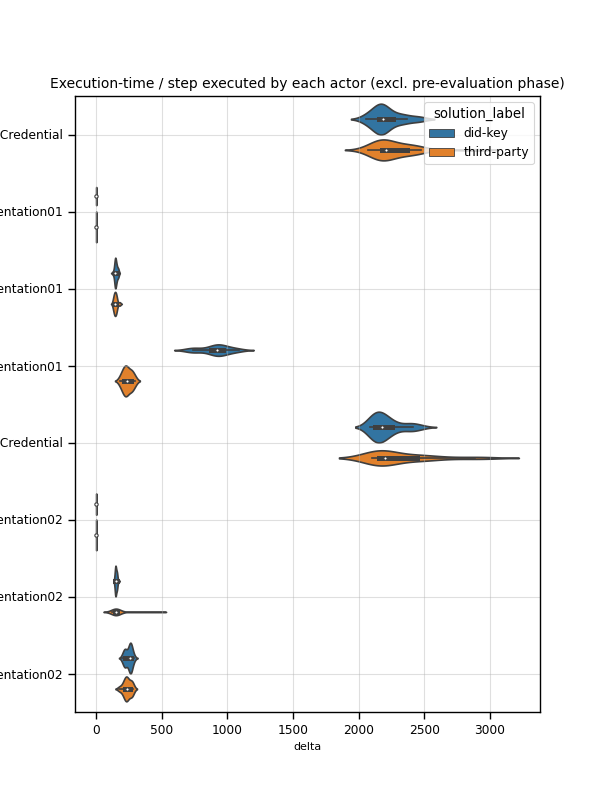 Execution-time / step executed by each actor (excl. pre-evaluation phase)
solution_label
did-key
third-party
Credential
entation01
entation01
entation01
Credential
entation02
entation02
entation02
0 500 1000 1500 2000 2500 3000
delta